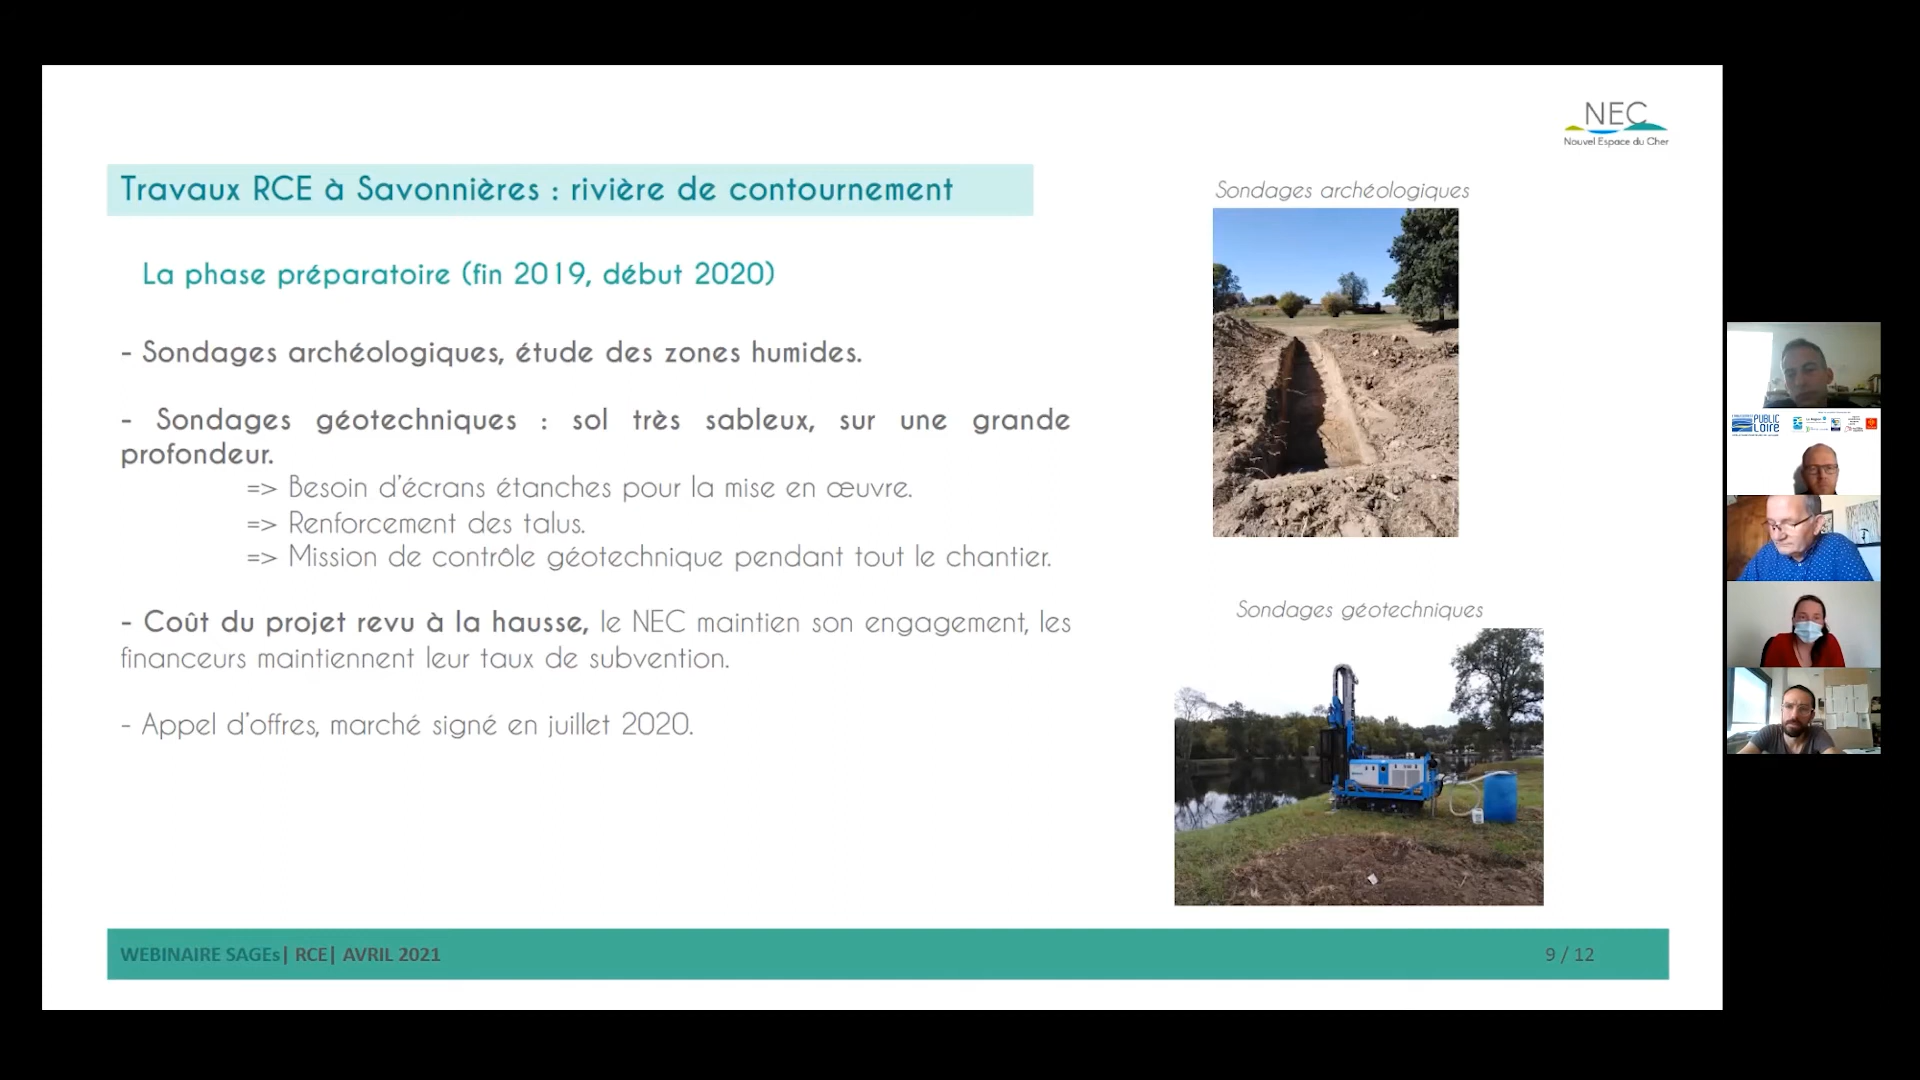 NEC
Nouvel Espace du Cher
Travaux RCE à Savonnières : rivière de contournement
La phase préparatoire (fin 2019, début 2020)
- Sondages archéologiques, étude des zones humides.
- Sondages géotechniques : sol très sableux, sur une grande
profondeur.
=> Besoin d'écrans étanches pour la mise en œuvre.
=> Renforcement des talus.
=> Mission de contrôle géotechnique pendant tout le chantier.
- Coût du projet revu à la hausse, le NEC maintien son engagement, les
financeurs maintiennent leur taux de subvention.
- Appel d'offres, marché signé en juillet 2020.
Sondages archéologiques
Sondages géotechniques
WEBINAIRE SAGEs| RCE| AVRIL 2021
9 / 12
PUBLIC
LOIRE